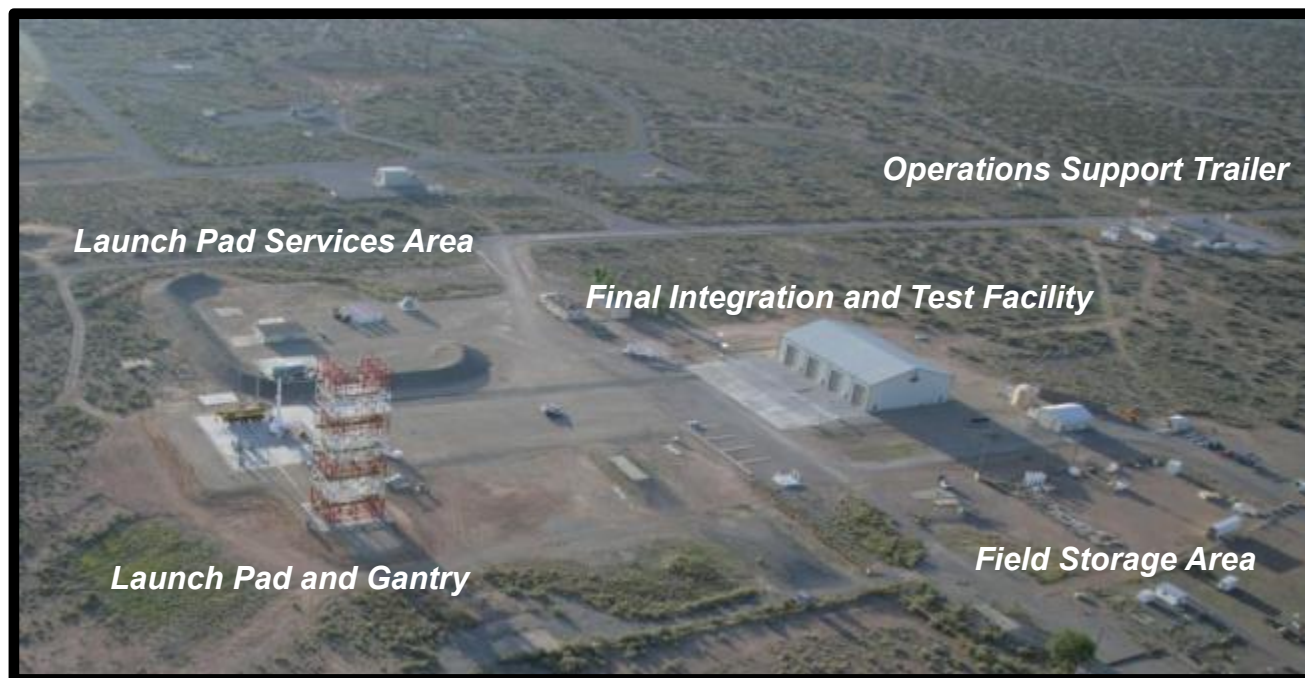 Operations Support Trailer
Launch Pad Services Area
Final Integration and Test Facility
Field Storage Area
Launch Pad and Gantry